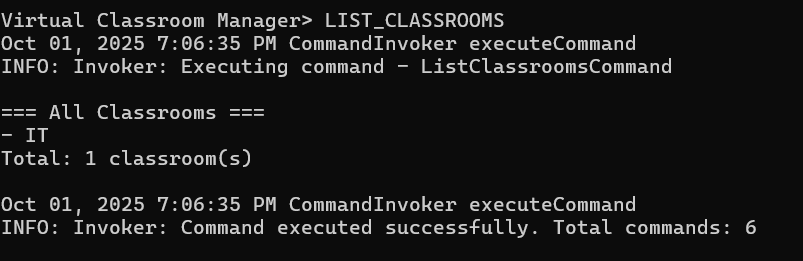 Virtual Classroom Manager> LIST_CLASSROOMS
Oct 01, 2025 7:06:35 PM CommandInvoker executeCommand
INFO: Invoker: Executing command - ListClassroomsCommand
=== All Classrooms ===
- IT
Total: 1 classroom(s)
Oct 01, 2025 7:06:35 PM CommandInvoker executeCommand
INFO: Invoker: Command executed successfully. Total commands: 6